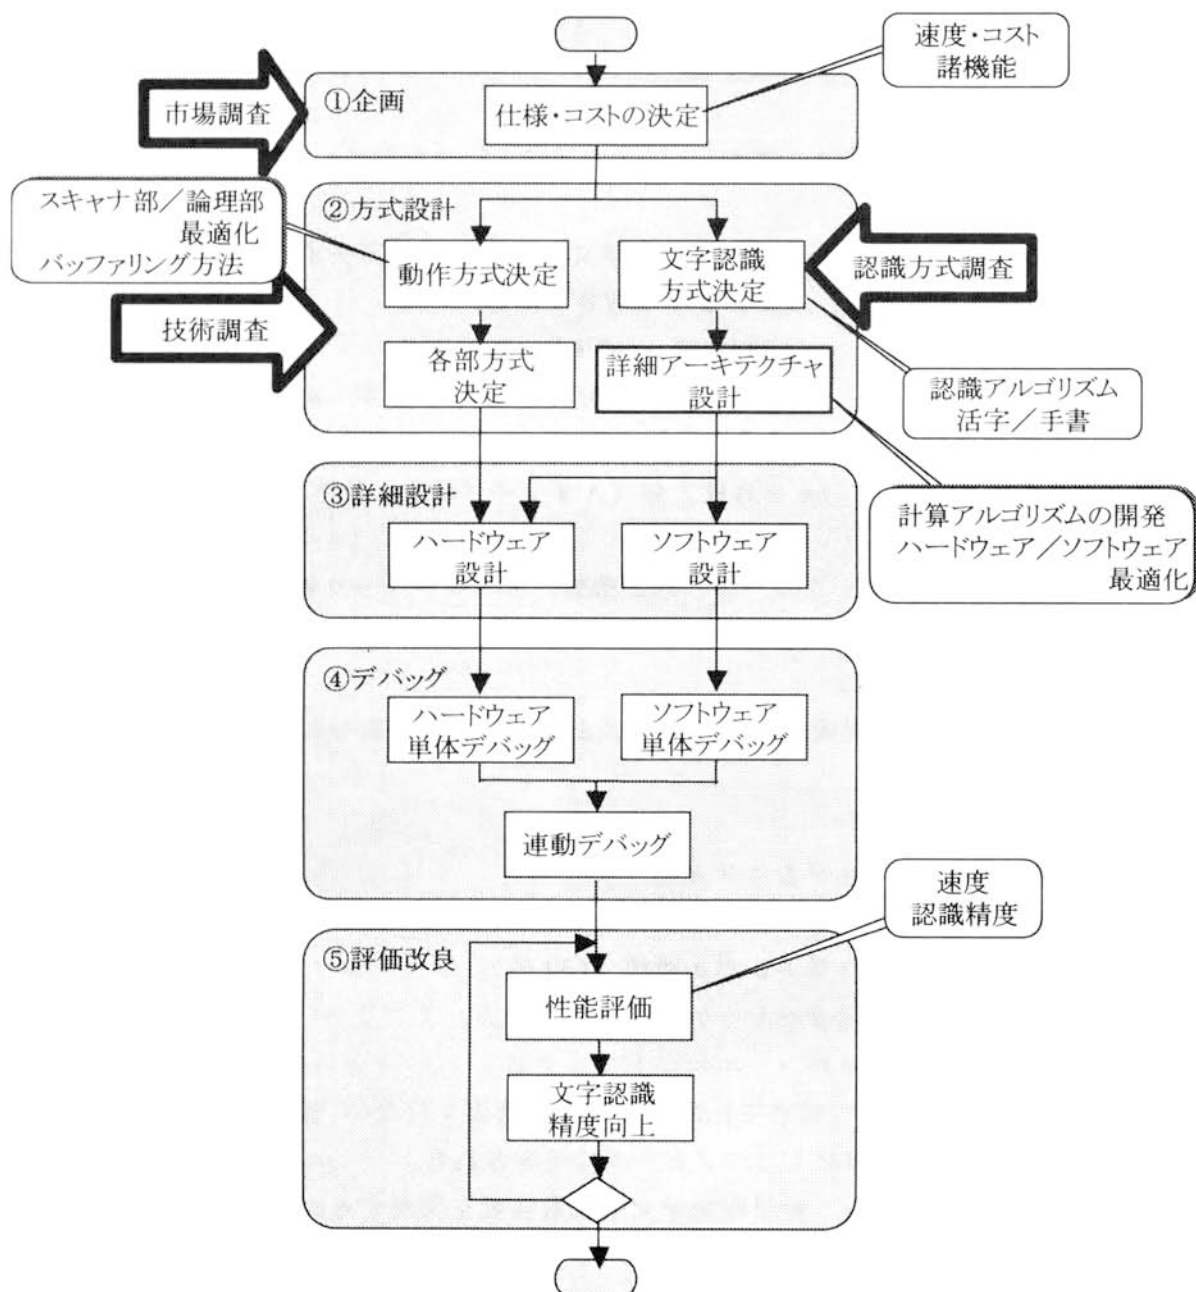 速度・コスト
諸機能
①企画
市場調査
仕様・コストの決定
スキャナ部／論理部
最適化
バッファリング方法
②方式設計
動作方式決定
文字認識
方式決定
認識方式調査
技術調査
各部方式
決定
詳細アーキテクチャ
設計
認識アルゴリズム
活字／手書
③詳細設計
ハードウェア
設計
ソフトウェア
設計
計算アルゴリズムの開発
ハードウェア／ソフトウェア
最適化
④デバッグ
ハードウェア
単体デバッグ
ソフトウェア
単体デバッグ
連動デバッグ
速度
認識精度
⑤評価改良
性能評価
文字認識
精度向上